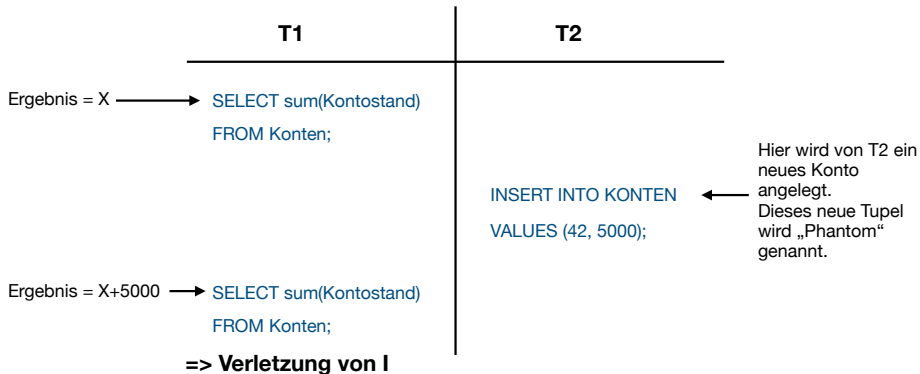 T1
T2
Ergebnis = X
SELECT sum(Kontostand)
FROM Konten;
Hier wird von T2 ein
neues Konto
angelegt.
Dieses neue Tupel
wird „Phantom“
genannt.
INSERT INTO KONTEN
VALUES (42, 5000);
Ergebnis = X+5000
SELECT sum(Kontostand)
FROM Konten;
=> Verletzung von I